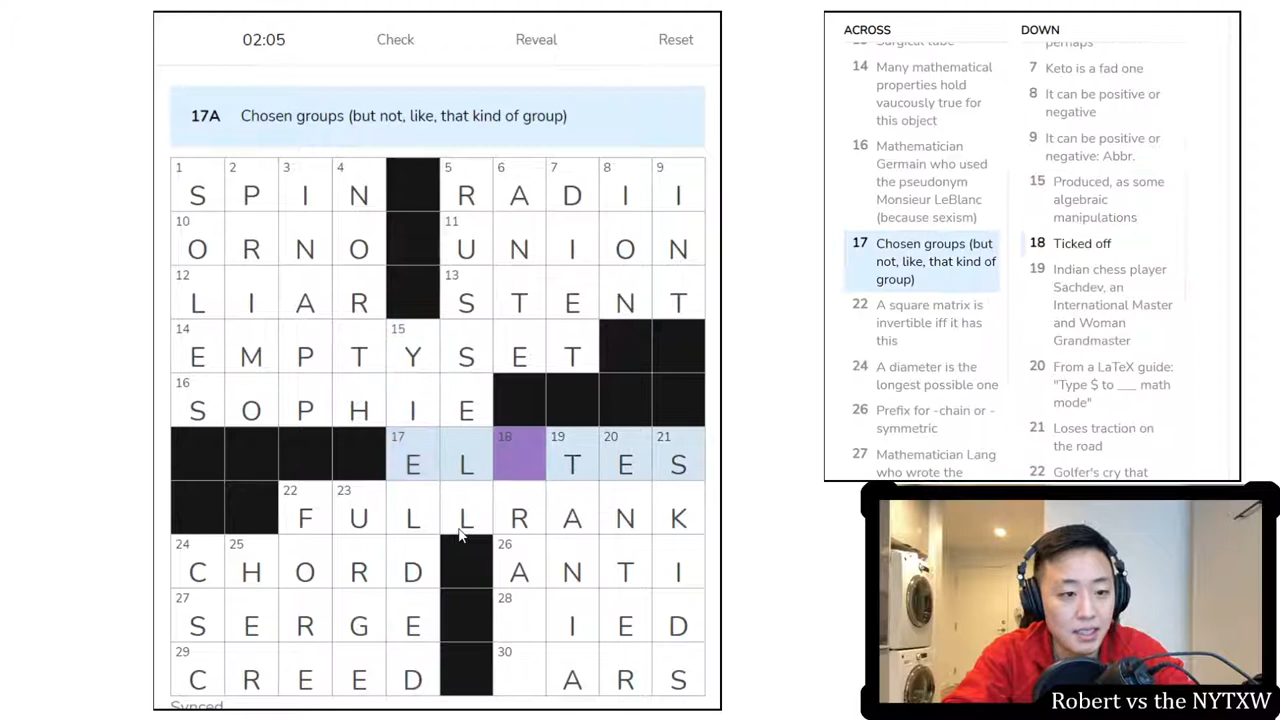 02:05 Check Reveal Reset
17A Chosen groups (but not, like, that kind of group)
1 2 3 4 5 6 7 8 9
S P I N R A D I I
10 11
O R N O U N I O N
12 13
L I A R S T E N T
14 15
E M P T Y S E T
16
S O P H I E
17 18 19 20 21
E L T E S
22 23
F U L L R A N K
24 25 26
C H O R D A N T I
27 28
S E R G E I E D
29 30
C R E E D A R S
Synced
ACROSS
13 Surgical tube
14 Many mathematical
properties hold
vaucously true for
this object
16 Mathematician
Germain who used
the pseudonym
Monsieur LeBlanc
(because sexism)
17 Chosen groups (but
not, like, that kind of
group)
22 A square matrix is
invertible iff it has
this
24 A diameter is the
longest possible one
26 Prefix for -chain or -
symmetric
27 Mathematician Lang
who wrote the
DOWN
perhaps
7 Keto is a fad one
8 It can be positive or
negative
9 It can be positive or
negative: Abbr.
15 Produced, as some
algebraic
manipulations
18 Ticked off
19 Indian chess player
Sachdev, an
International Master
and Woman
Grandmaster
20 From a LaTeX guide:
"Type $ to ___ math
mode"
21 Loses traction on
the road
22 Golfer's cry that
Robert vs the NYTXW